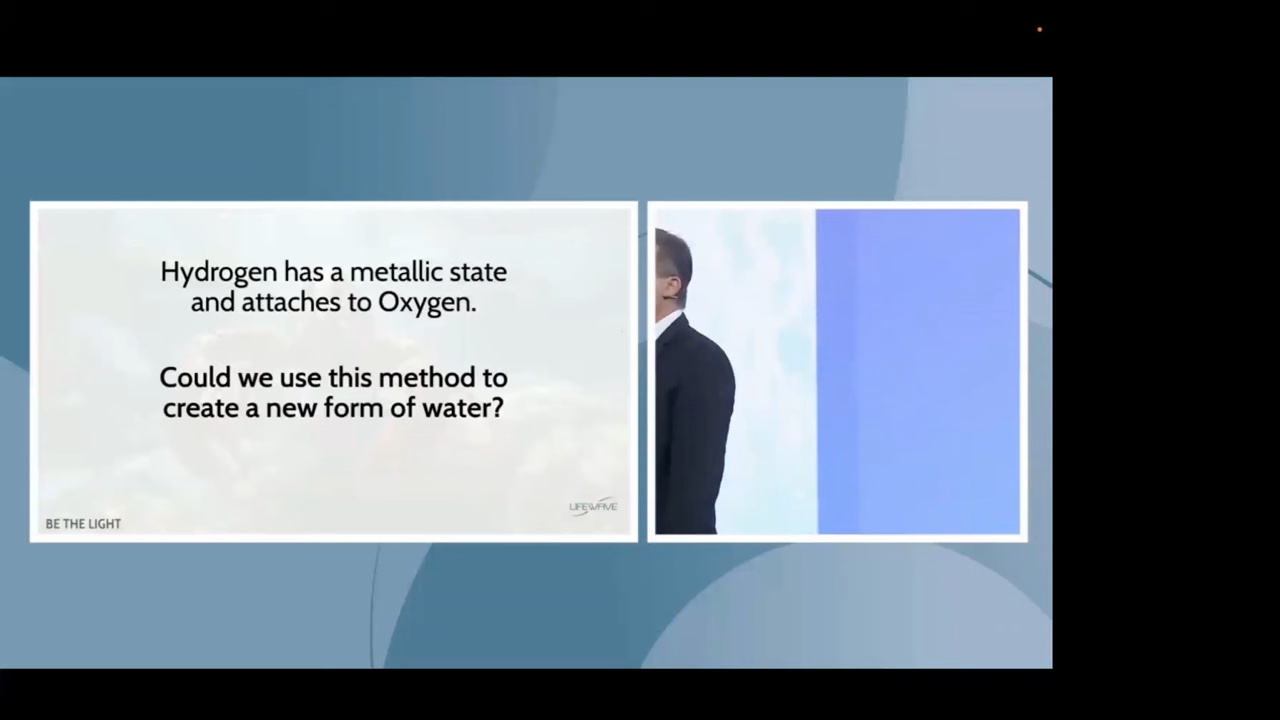 Hydrogen has a metallic state
and attaches to Oxygen.
Could we use this method to
create a new form of water?
LIFEWAVE
BE THE LIGHT